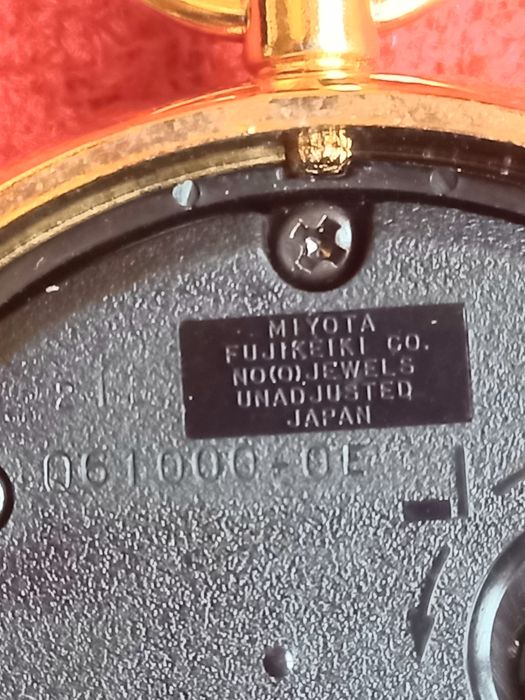 MIYOTA
FUJIKEIKI CO.
NO(0)JEWELS
UNADJUSTED
JAPAN
061000-0E